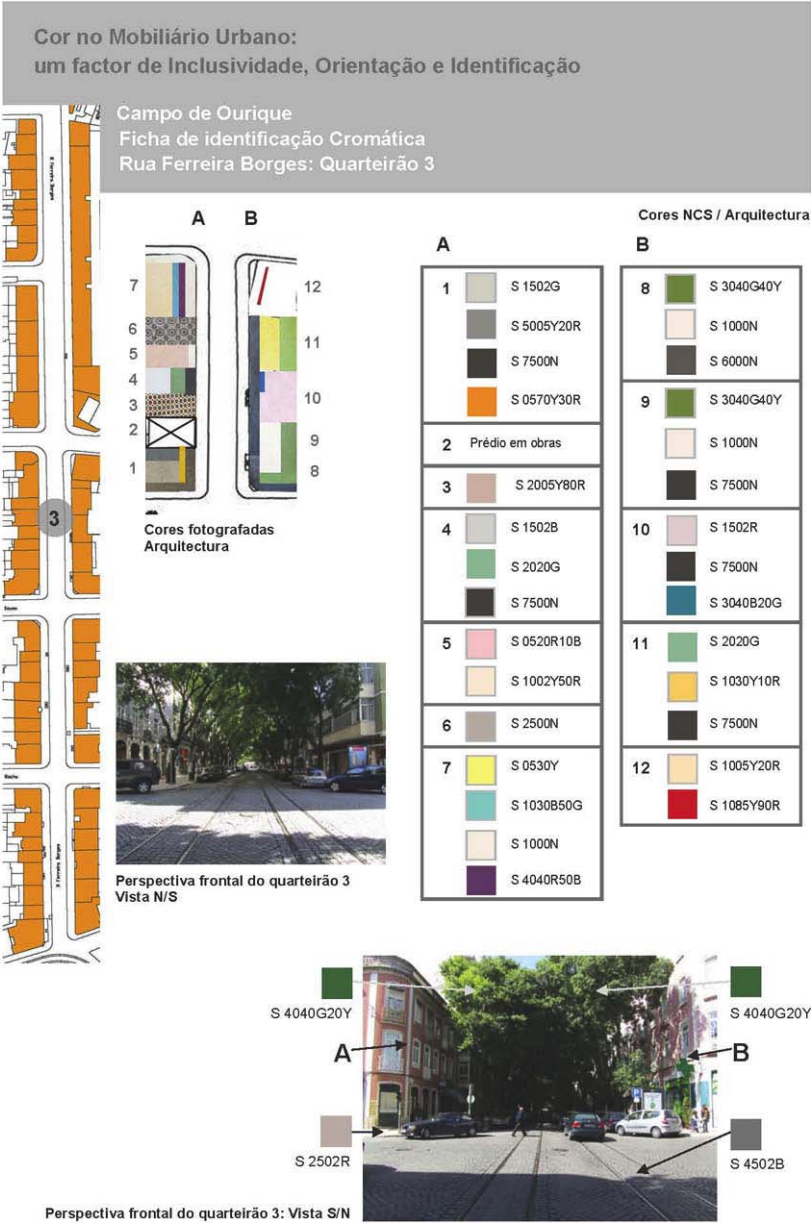 Cor no Mobiliário Urbano:
um factor de Inclusividade, Orientação e Identificação
Campo de Ourique
Ficha de identificação Cromática
Rua Ferreira Borges: Quarteirão 3
R Ferreira Borges
3
R Ferreira Borges
A B
7
6
5
4
3
2
1
12
11
10
9
8
Cores fotografadas
Arquitectura
Cores NCS / Arquitectura
A
1 S 1502G
S 5005Y20R
S 7500N
S 0570Y30R
2 Prédio em obras
3 S 2005Y80R
4 S 1502B
S 2020G
S 7500N
5 S 0520R10B
S 1002Y50R
6 S 2500N
7 S 0530Y
S 1030B50G
S 1000N
S 4040R50B
B
8 S 3040G40Y
S 1000N
S 6000N
9 S 3040G40Y
S 1000N
S 7500N
10 S 1502R
S 7500N
S 3040B20G
11 S 2020G
S 1030Y10R
S 7500N
12 S 1005Y20R
S 1085Y90R
Perspectiva frontal do quarteirão 3
Vista N/S
S 4040G20Y
S 4040G20Y
A
B
S 2502R
S 4502B
Perspectiva frontal do quarteirão 3: Vista S/N